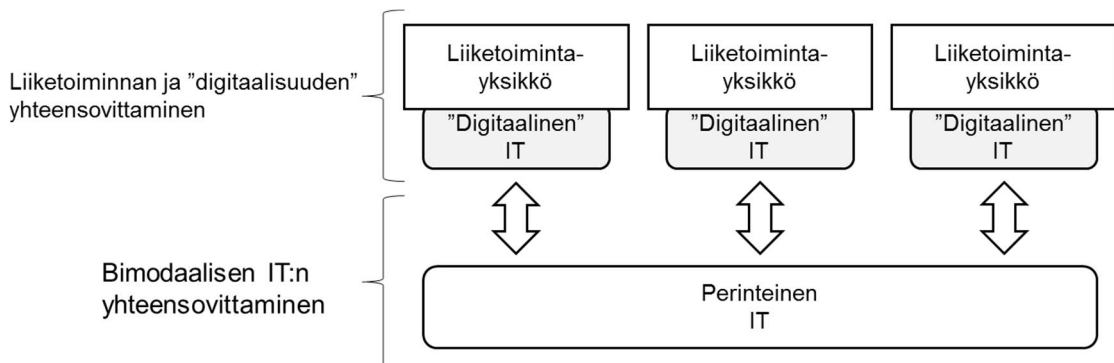 Liiketoiminnan ja ”digitaalisuuden”
yhteensovittaminen
Liiketoiminta-
yksikkö
”Digitaalinen”
IT
Liiketoiminta-
yksikkö
”Digitaalinen”
IT
Liiketoiminta-
yksikkö
”Digitaalinen”
IT
Bimodaalisen IT:n
yhteensovittaminen
Perinteinen
IT